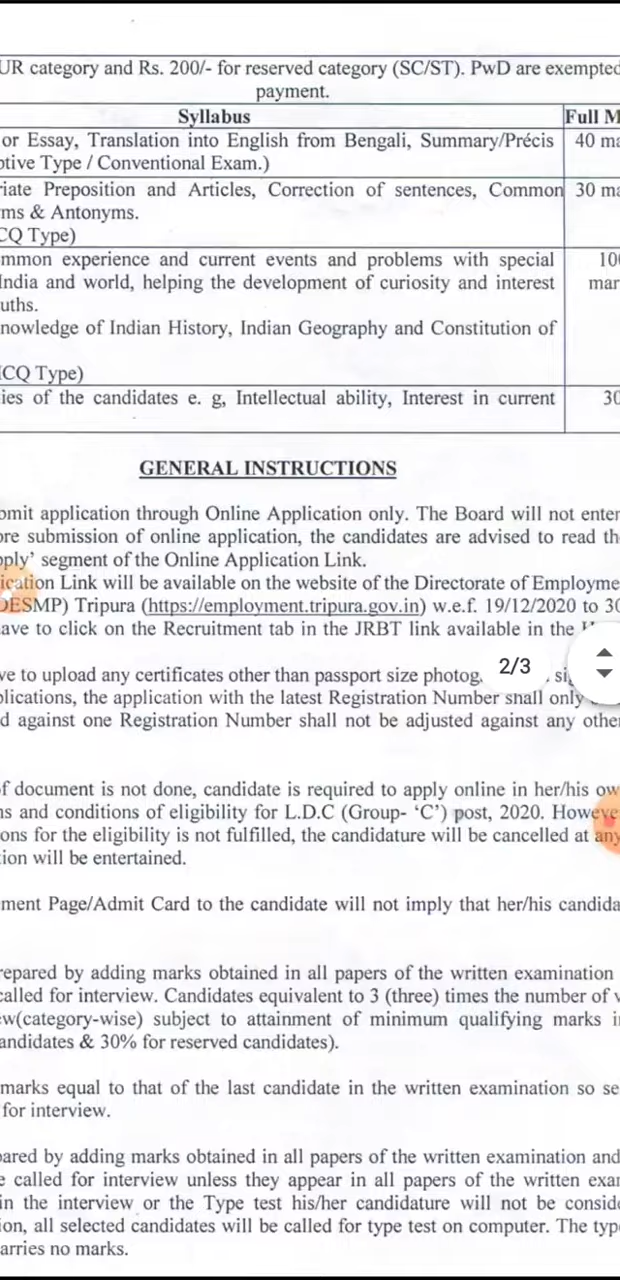 UR category and Rs. 200/- for reserved category (SC/ST). PwD are exempted
payment.
Syllabus Full M
or Essay, Translation into English from Bengali, Summary/Précis 40 ma
ptive Type / Conventional Exam.)
riate Preposition and Articles, Correction of sentences, Common 30 ma
ms & Antonyms.
CQ Type)
mmon experience and current events and problems with special 10
India and world, helping the development of curiosity and interest mar
uths.
nowledge of Indian History, Indian Geography and Constitution of
ICQ Type)
ies of the candidates e. g, Intellectual ability, Interest in current 30
GENERAL INSTRUCTIONS
omit application through Online Application only. The Board will not enter
ore submission of online application, the candidates are advised to read th
pply' segment of the Online Application Link.
ication Link will be available on the website of the Directorate of Employme
DESMP) Tripura (https://employment.tripura.gov.in) w.e.f. 19/12/2020 to 30
ave to click on the Recruitment tab in the JRBT link available in the
ve to upload any certificates other than passport size photog 2/3 sig
plications, the application with the latest Registration Number shall only
d against one Registration Number shall not be adjusted against any other
of document is not done, candidate is required to apply online in her/his ow
ns and conditions of eligibility for L.D.C (Group- 'C') post, 2020. Howeve
ons for the eligibility is not fulfilled, the candidature will be cancelled at any
ion will be entertained.
ment Page/Admit Card to the candidate will not imply that her/his candida
repared by adding marks obtained in all papers of the written examination
called for interview. Candidates equivalent to 3 (three) times the number of v
ew(category-wise) subject to attainment of minimum qualifying marks i
andidates & 30% for reserved candidates).
marks equal to that of the last candidate in the written examination so se
for interview.
pared by adding marks obtained in all papers of the written examination and
e called for interview unless they appear in all papers of the written exa
in the interview or the Type test his/her candidature will not be conside
ion, all selected candidates will be called for type test on computer. The typ
arries no marks.